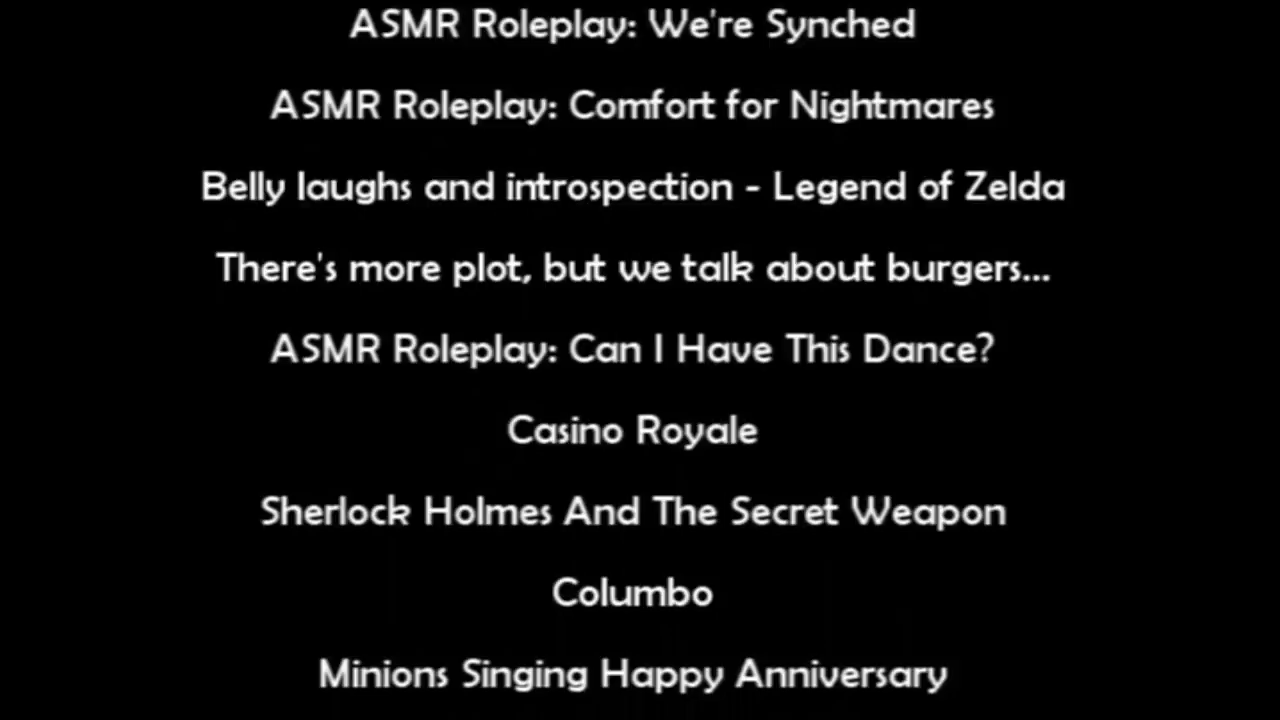 ASMR Roleplay: We're Synched
ASMR Roleplay: Comfort for Nightmares
Belly laughs and introspection - Legend of Zelda
There's more plot, but we talk about burgers...
ASMR Roleplay: Can I Have This Dance?
Casino Royale
Sherlock Holmes And The Secret Weapon
Columbo
Minions Singing Happy Anniversary